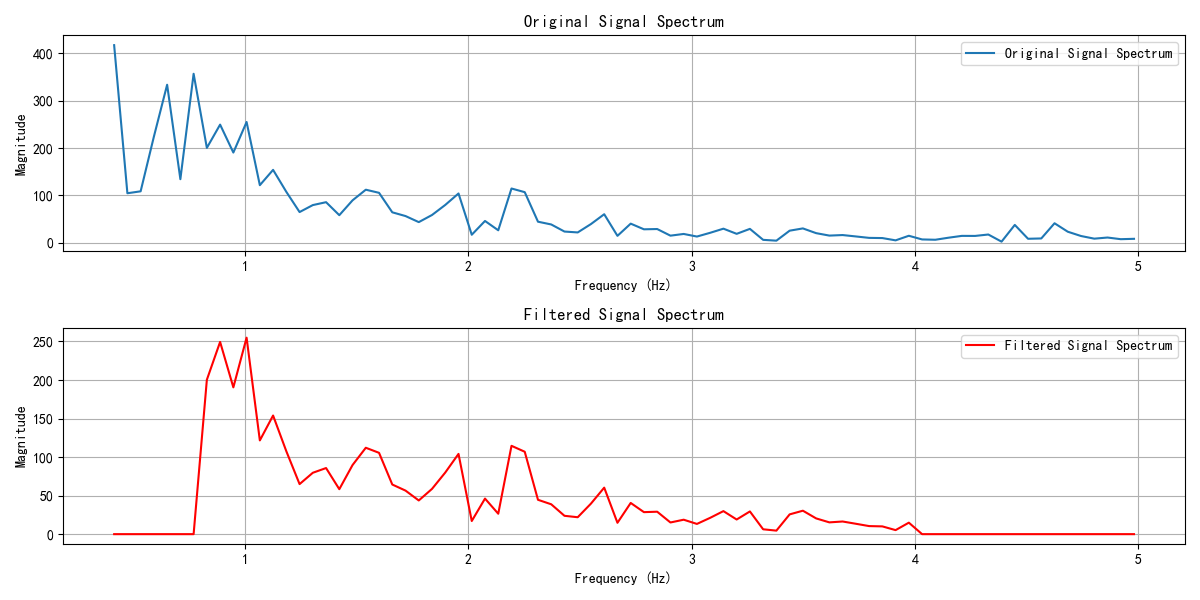 Original Signal Spectrum
Original Signal Spectrum
400
300
200
100
0
Magnitude
1 2 3 4 5
Frequency (Hz)
Filtered Signal Spectrum
Filtered Signal Spectrum
250
200
150
100
50
0
Magnitude
1 2 3 4 5
Frequency (Hz)